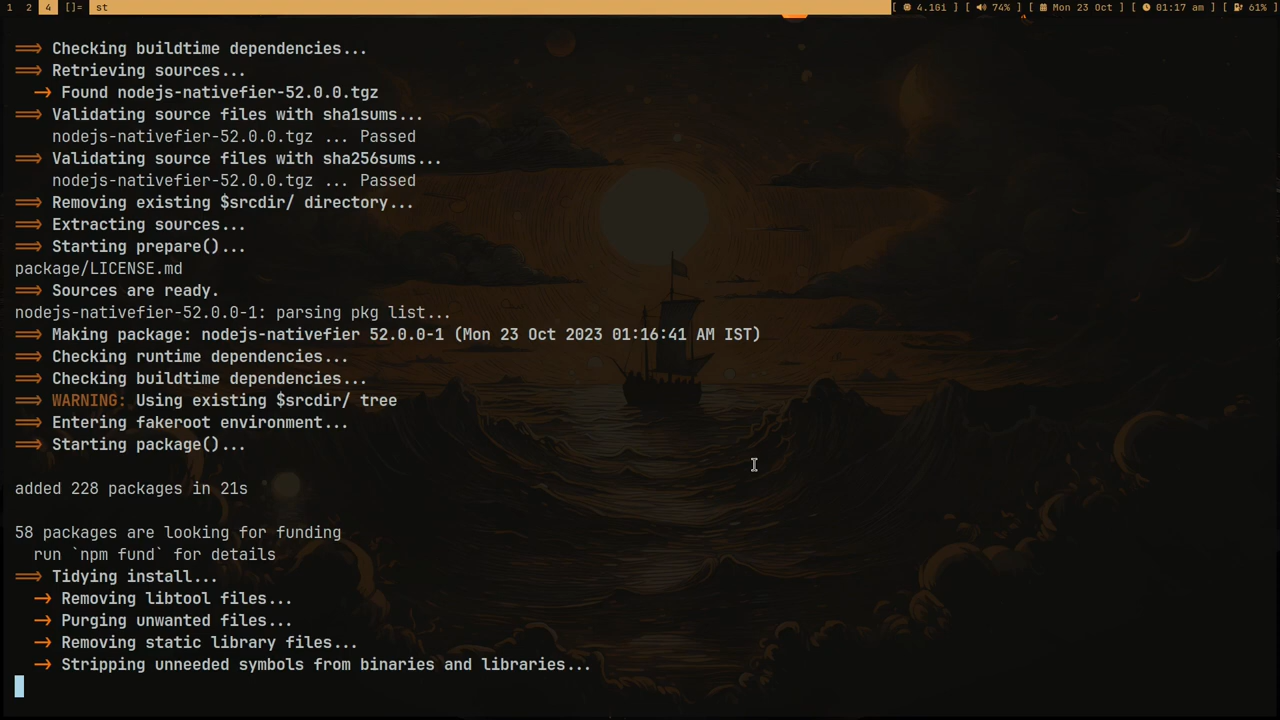 1 2 4 []= st [ 4.1Gi ] [ 74% ] [ Mon 23 Oct ] [ 01:17 am ] [ 61% ]
==> Checking buildtime dependencies...
==> Retrieving sources...
-> Found nodejs-nativefier-52.0.0.tgz
==> Validating source files with sha1sums...
nodejs-nativefier-52.0.0.tgz ... Passed
==> Validating source files with sha256sums...
nodejs-nativefier-52.0.0.tgz ... Passed
==> Removing existing $srcdir/ directory...
==> Extracting sources...
==> Starting prepare()...
package/LICENSE.md
==> Sources are ready.
nodejs-nativefier-52.0.0-1: parsing pkg list...
==> Making package: nodejs-nativefier 52.0.0-1 (Mon 23 Oct 2023 01:16:41 AM IST)
==> Checking runtime dependencies...
==> Checking buildtime dependencies...
==> WARNING: Using existing $srcdir/ tree
==> Entering fakeroot environment...
==> Starting package()...
added 228 packages in 21s
58 packages are looking for funding
run `npm fund` for details
==> Tidying install...
-> Removing libtool files...
-> Purging unwanted files...
-> Removing static library files...
-> Stripping unneeded symbols from binaries and libraries...